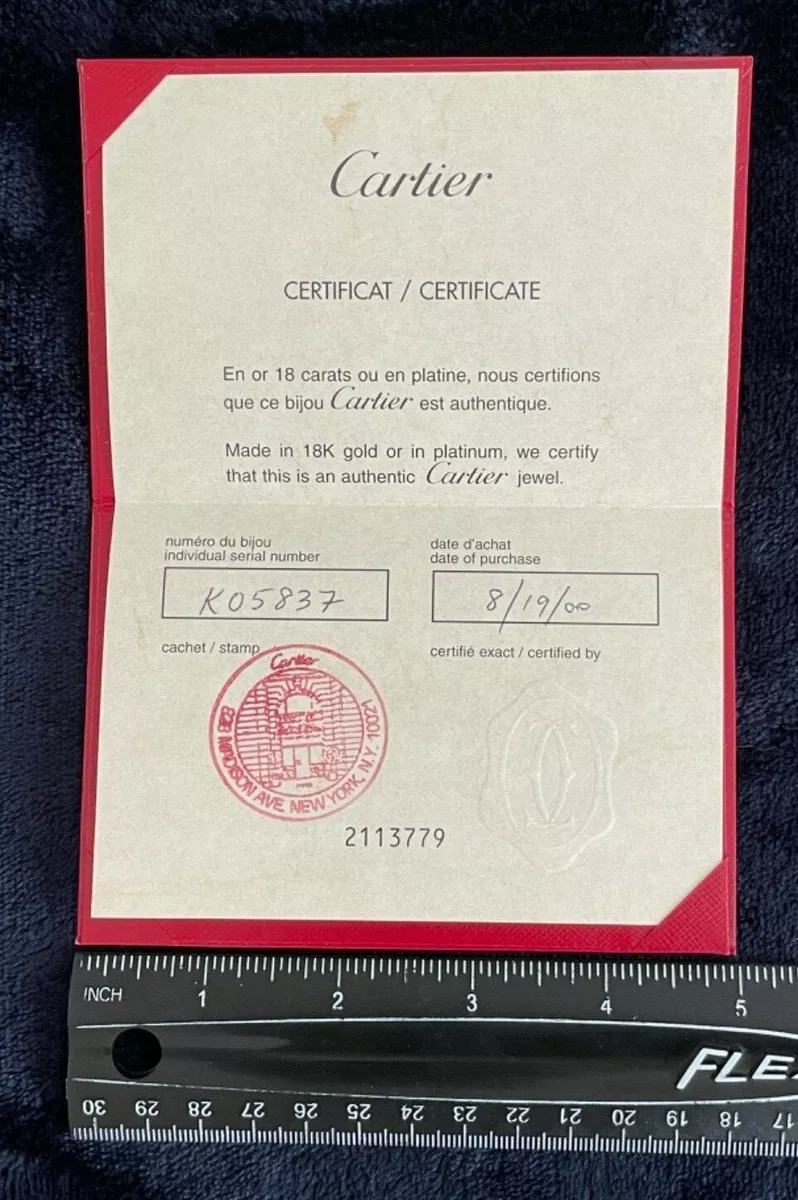 Cartier
CERTIFICAT / CERTIFICATE
En or 18 carats ou en platine, nous certifions
que ce bijou Cartier est authentique.
Made in 18K gold or in platinum, we certify
that this is an authentic Cartier jewel.
numéro du bijou
individual serial number
K05837
date d'achat
date of purchase
8/19/00
cachet / stamp
certifié exact / certified by
Cartier
828 MADISON AVE. NEW YORK, N.Y. 10021
2113779
INCH
1 2 3 4 5
FLE
30 29 28 27 26 25 24 23 22 21 20 19 18 17